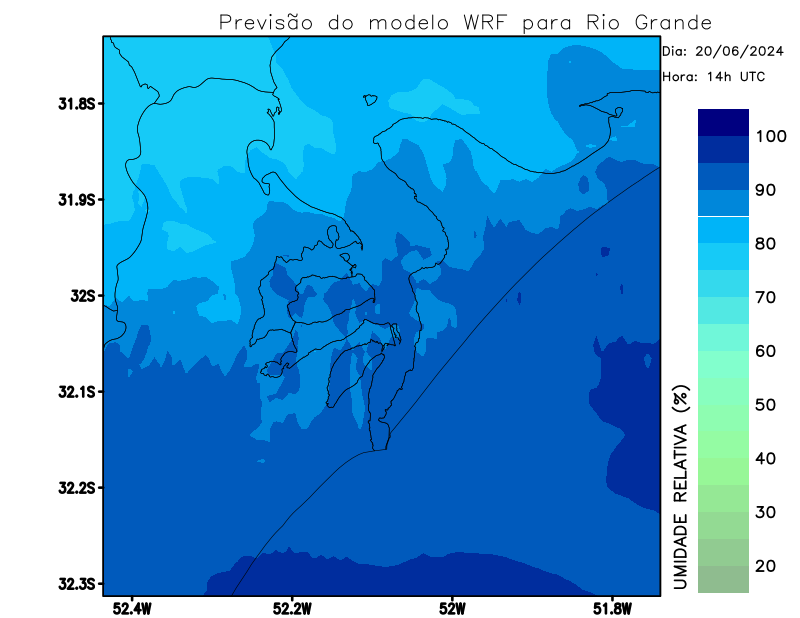 Previsão do modelo WRF para Rio Grande
Dia: 20/06/2024
Hora: 14h UTC
31.8S
31.9S
32S
32.1S
32.2S
32.3S
52.4W
52.2W
52W
51.8W
100
90
80
70
60
50
40
30
20
UMIDADE RELATIVA (%)